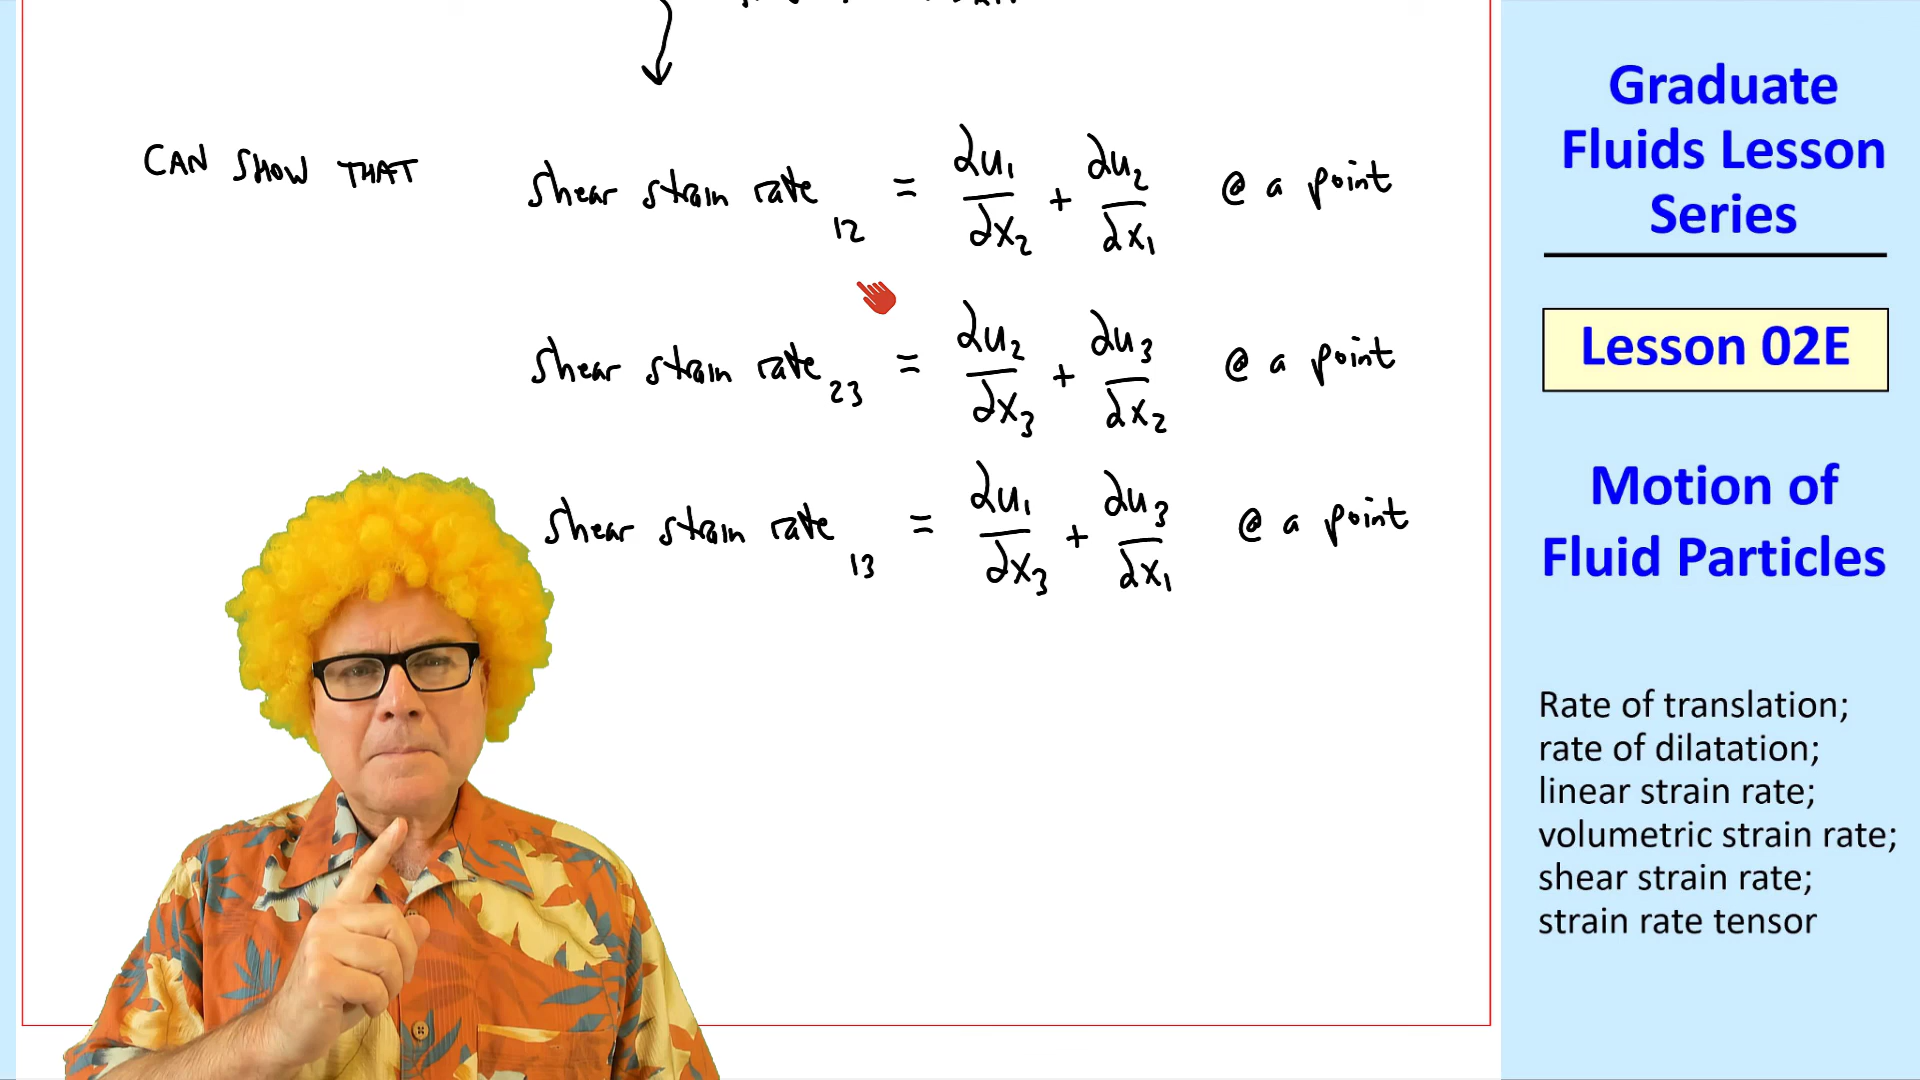 CAN SHOW THAT
shear strain rate₁₂ = ∂u₁/∂x₂ + ∂u₂/∂x₁ @ a point
shear strain rate₂₃ = ∂u₂/∂x₃ + ∂u₃/∂x₂ @ a point
shear strain rate₁₃ = ∂u₁/∂x₃ + ∂u₃/∂x₁ @ a point
Graduate
Fluids Lesson
Series
Lesson 02E
Motion of
Fluid Particles
Rate of translation;
rate of dilatation;
linear strain rate;
volumetric strain rate;
shear strain rate;
strain rate tensor